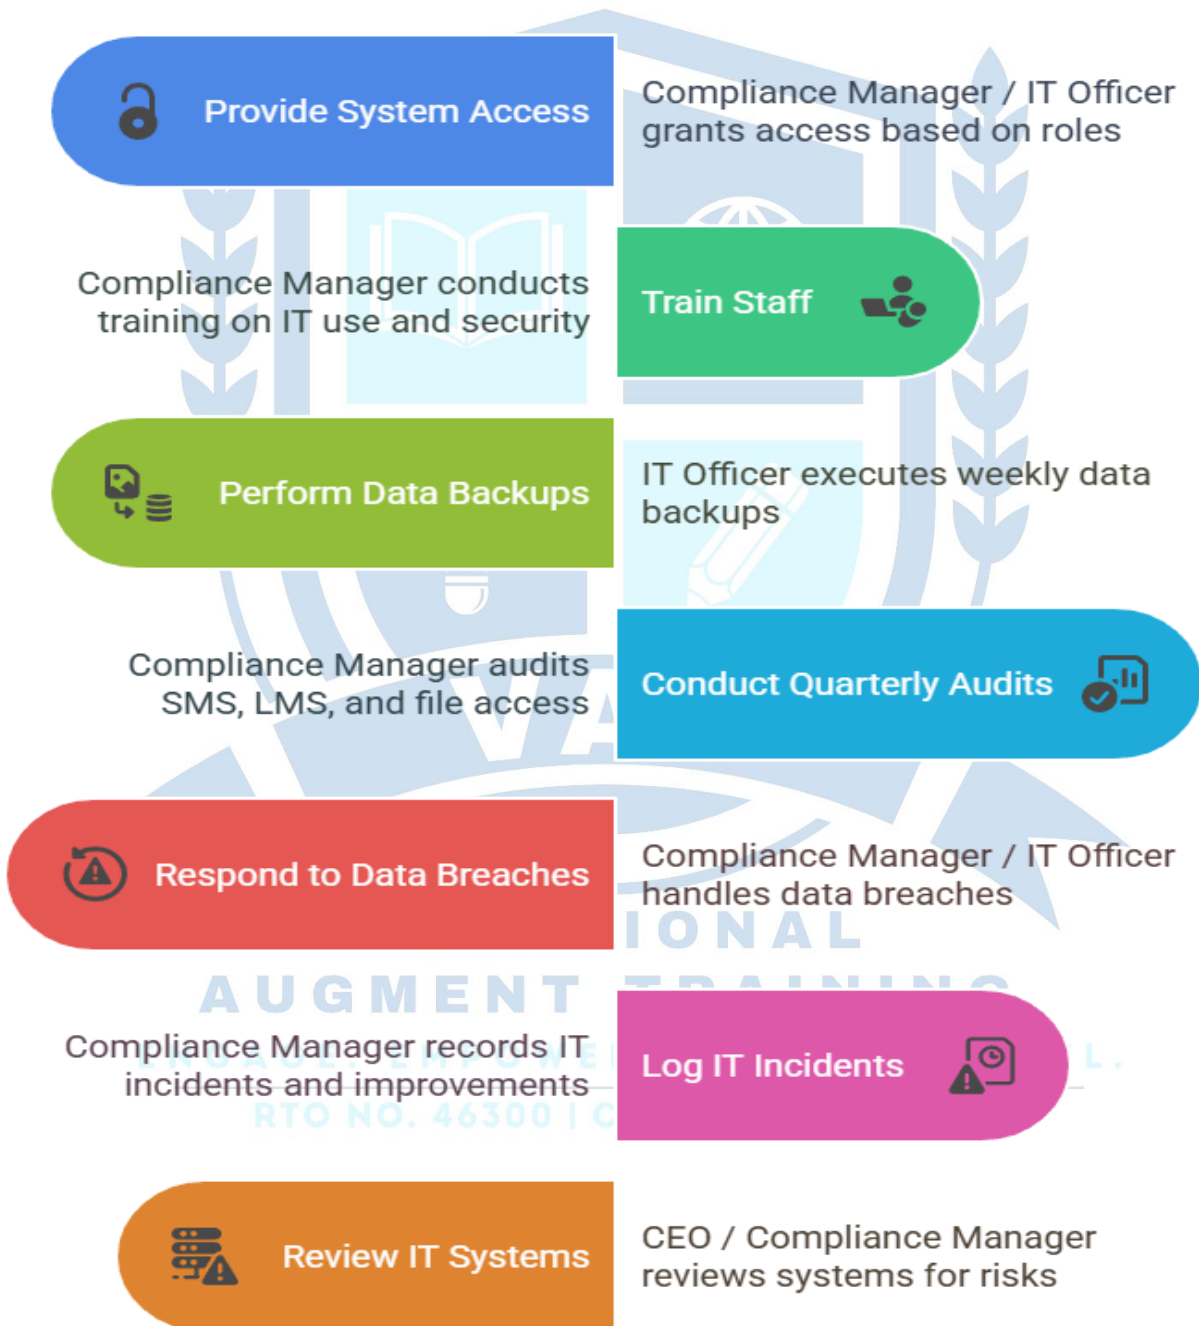 Provide System Access
Compliance Manager / IT Officer
grants access based on roles
Compliance Manager conducts
training on IT use and security
Train Staff
Perform Data Backups
IT Officer executes weekly data
backups
Compliance Manager audits
SMS, LMS, and file access
Conduct Quarterly Audits
Respond to Data Breaches
Compliance Manager / IT Officer
handles data breaches
IONAL
AUGMENT TRAINING
Compliance Manager records IT
incidents and improvements
Log IT Incidents
RTO NO. 46300 | C
Review IT Systems
CEO / Compliance Manager
reviews systems for risks